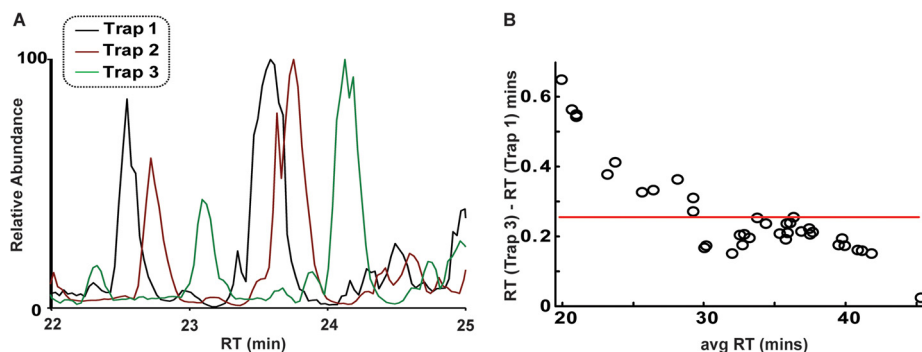 A
Trap 1
Trap 2
Trap 3
100
0
Relative Abundance
22
23
24
25
RT (min)
B
RT (Trap 3) - RT (Trap 1) mins
0.6
0.4
0.2
0
20
30
40
avg RT (mins)